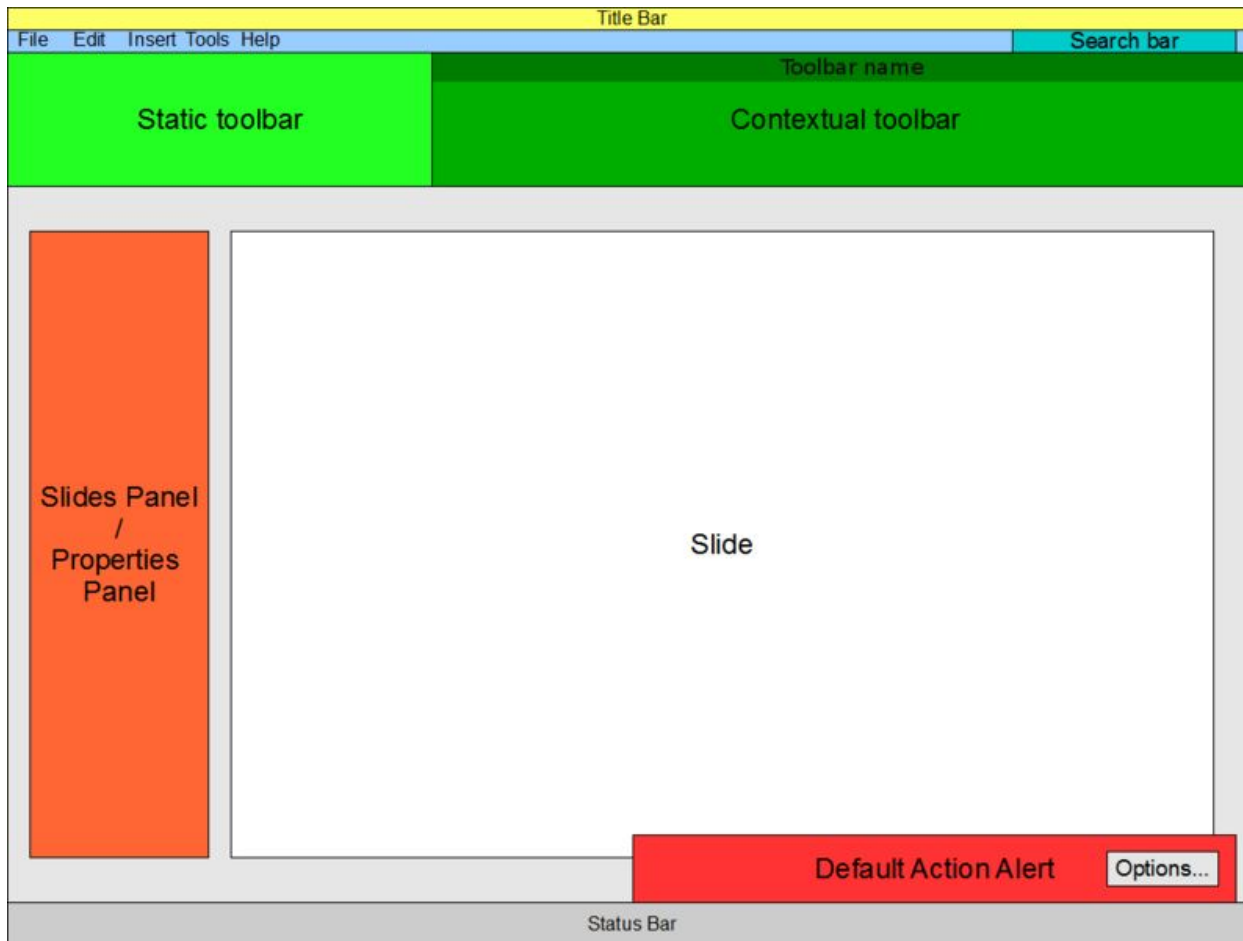 Title Bar
File Edit Insert Tools Help
Search bar
Toolbar name
Static toolbar
Contextual toolbar
Slides Panel
/
Properties
Panel
Slide
Default Action Alert
Options...
Status Bar